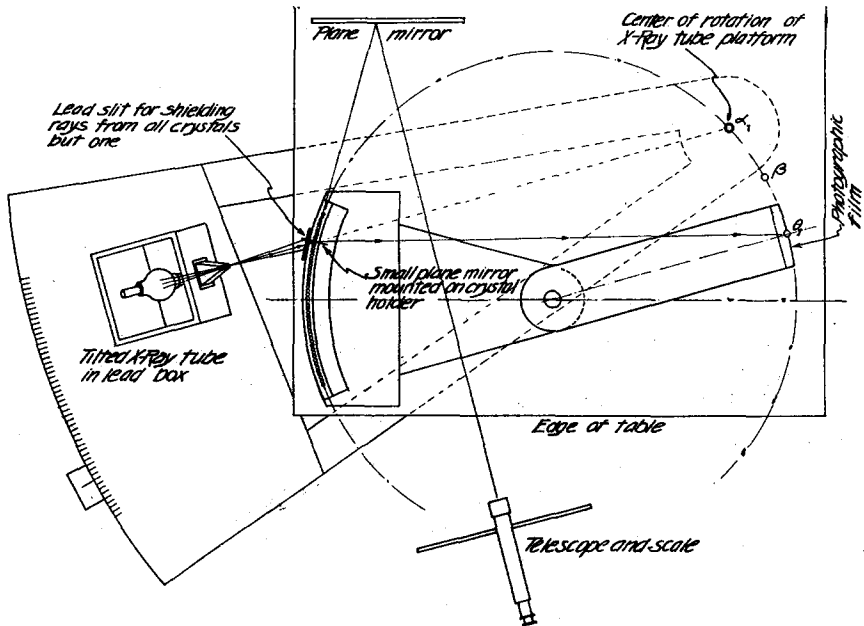 Plane mirror
Center of rotation of
X-Ray tube platform
Lead slit for shielding
rays from all crystals
but one
α₁
β
θ₁
Photographic
film
Small plane mirror
mounted on crystal
holder
Tilted X-Ray tube
in lead box
Edge of table
Telescope and scale